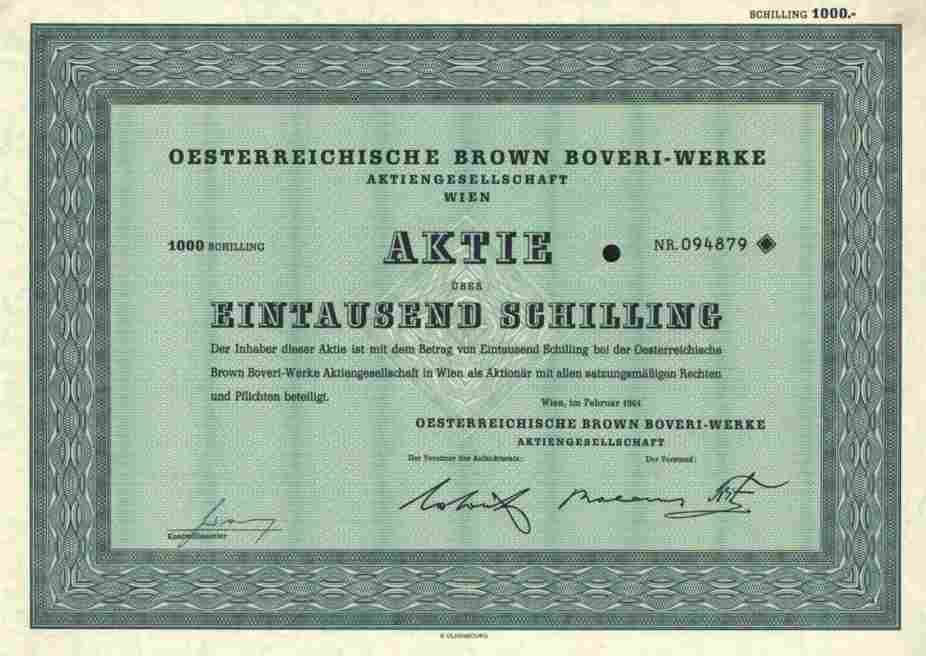 SCHILLING 1000.-
OESTERREICHISCHE BROWN BOVERI-WERKE
AKTIENGESELLSCHAFT
WIEN
1000 SCHILLING AKTIE NR. 094879
ÜBER
EINTAUSEND SCHILLING
Der Inhaber dieser Aktie ist mit dem Betrag von Eintausend Schilling bei der Oesterreichische
Brown Boveri-Werke Aktiengesellschaft in Wien als Aktionär mit allen satzungsmäßigen Rechten
und Pflichten beteiligt.
Wien, im Februar 1964
OESTERREICHISCHE BROWN BOVERI-WERKE
AKTIENGESELLSCHAFT
Der Vorsitzer des Aufsichtsrats: Der Vorstand: